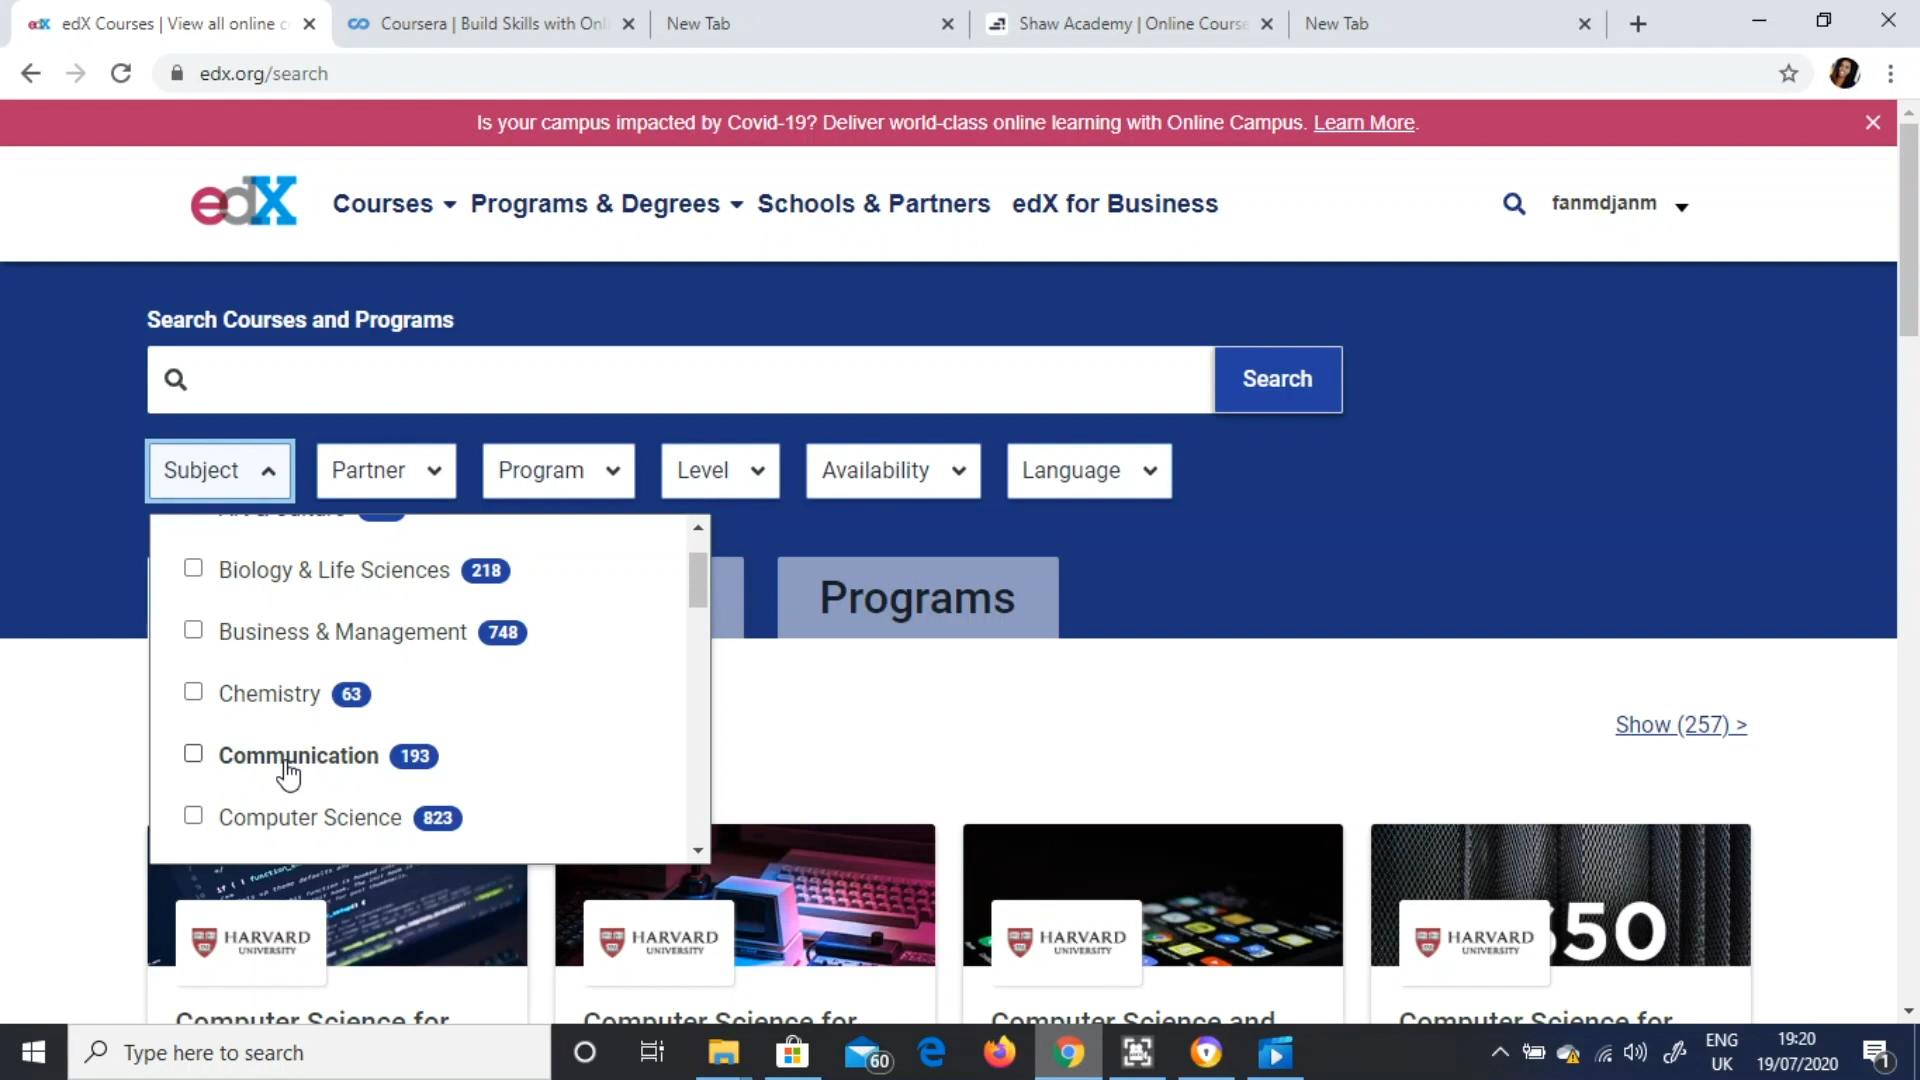 edX Courses | View all online c
Coursera | Build Skills with Onl
New Tab
Shaw Academy | Online Course
New Tab
edx.org/search
Is your campus impacted by Covid-19? Deliver world-class online learning with Online Campus. Learn More.
edX
Courses
Programs & Degrees
Schools & Partners
edX for Business
fanmdjanm
Search Courses and Programs
Search
Subject
Partner
Program
Level
Availability
Language
Biology & Life Sciences 218
Business & Management 748
Chemistry 63
Communication 193
Computer Science 823
Programs
Show (257) >
HARVARD
UNIVERSITY
HARVARD
UNIVERSITY
HARVARD
UNIVERSITY
HARVARD
UNIVERSITY
50
Computer Science for
Computer Science for
Computer Science and
Computer Science for
Type here to search
60
ENG
UK
19:20
19/07/2020
1